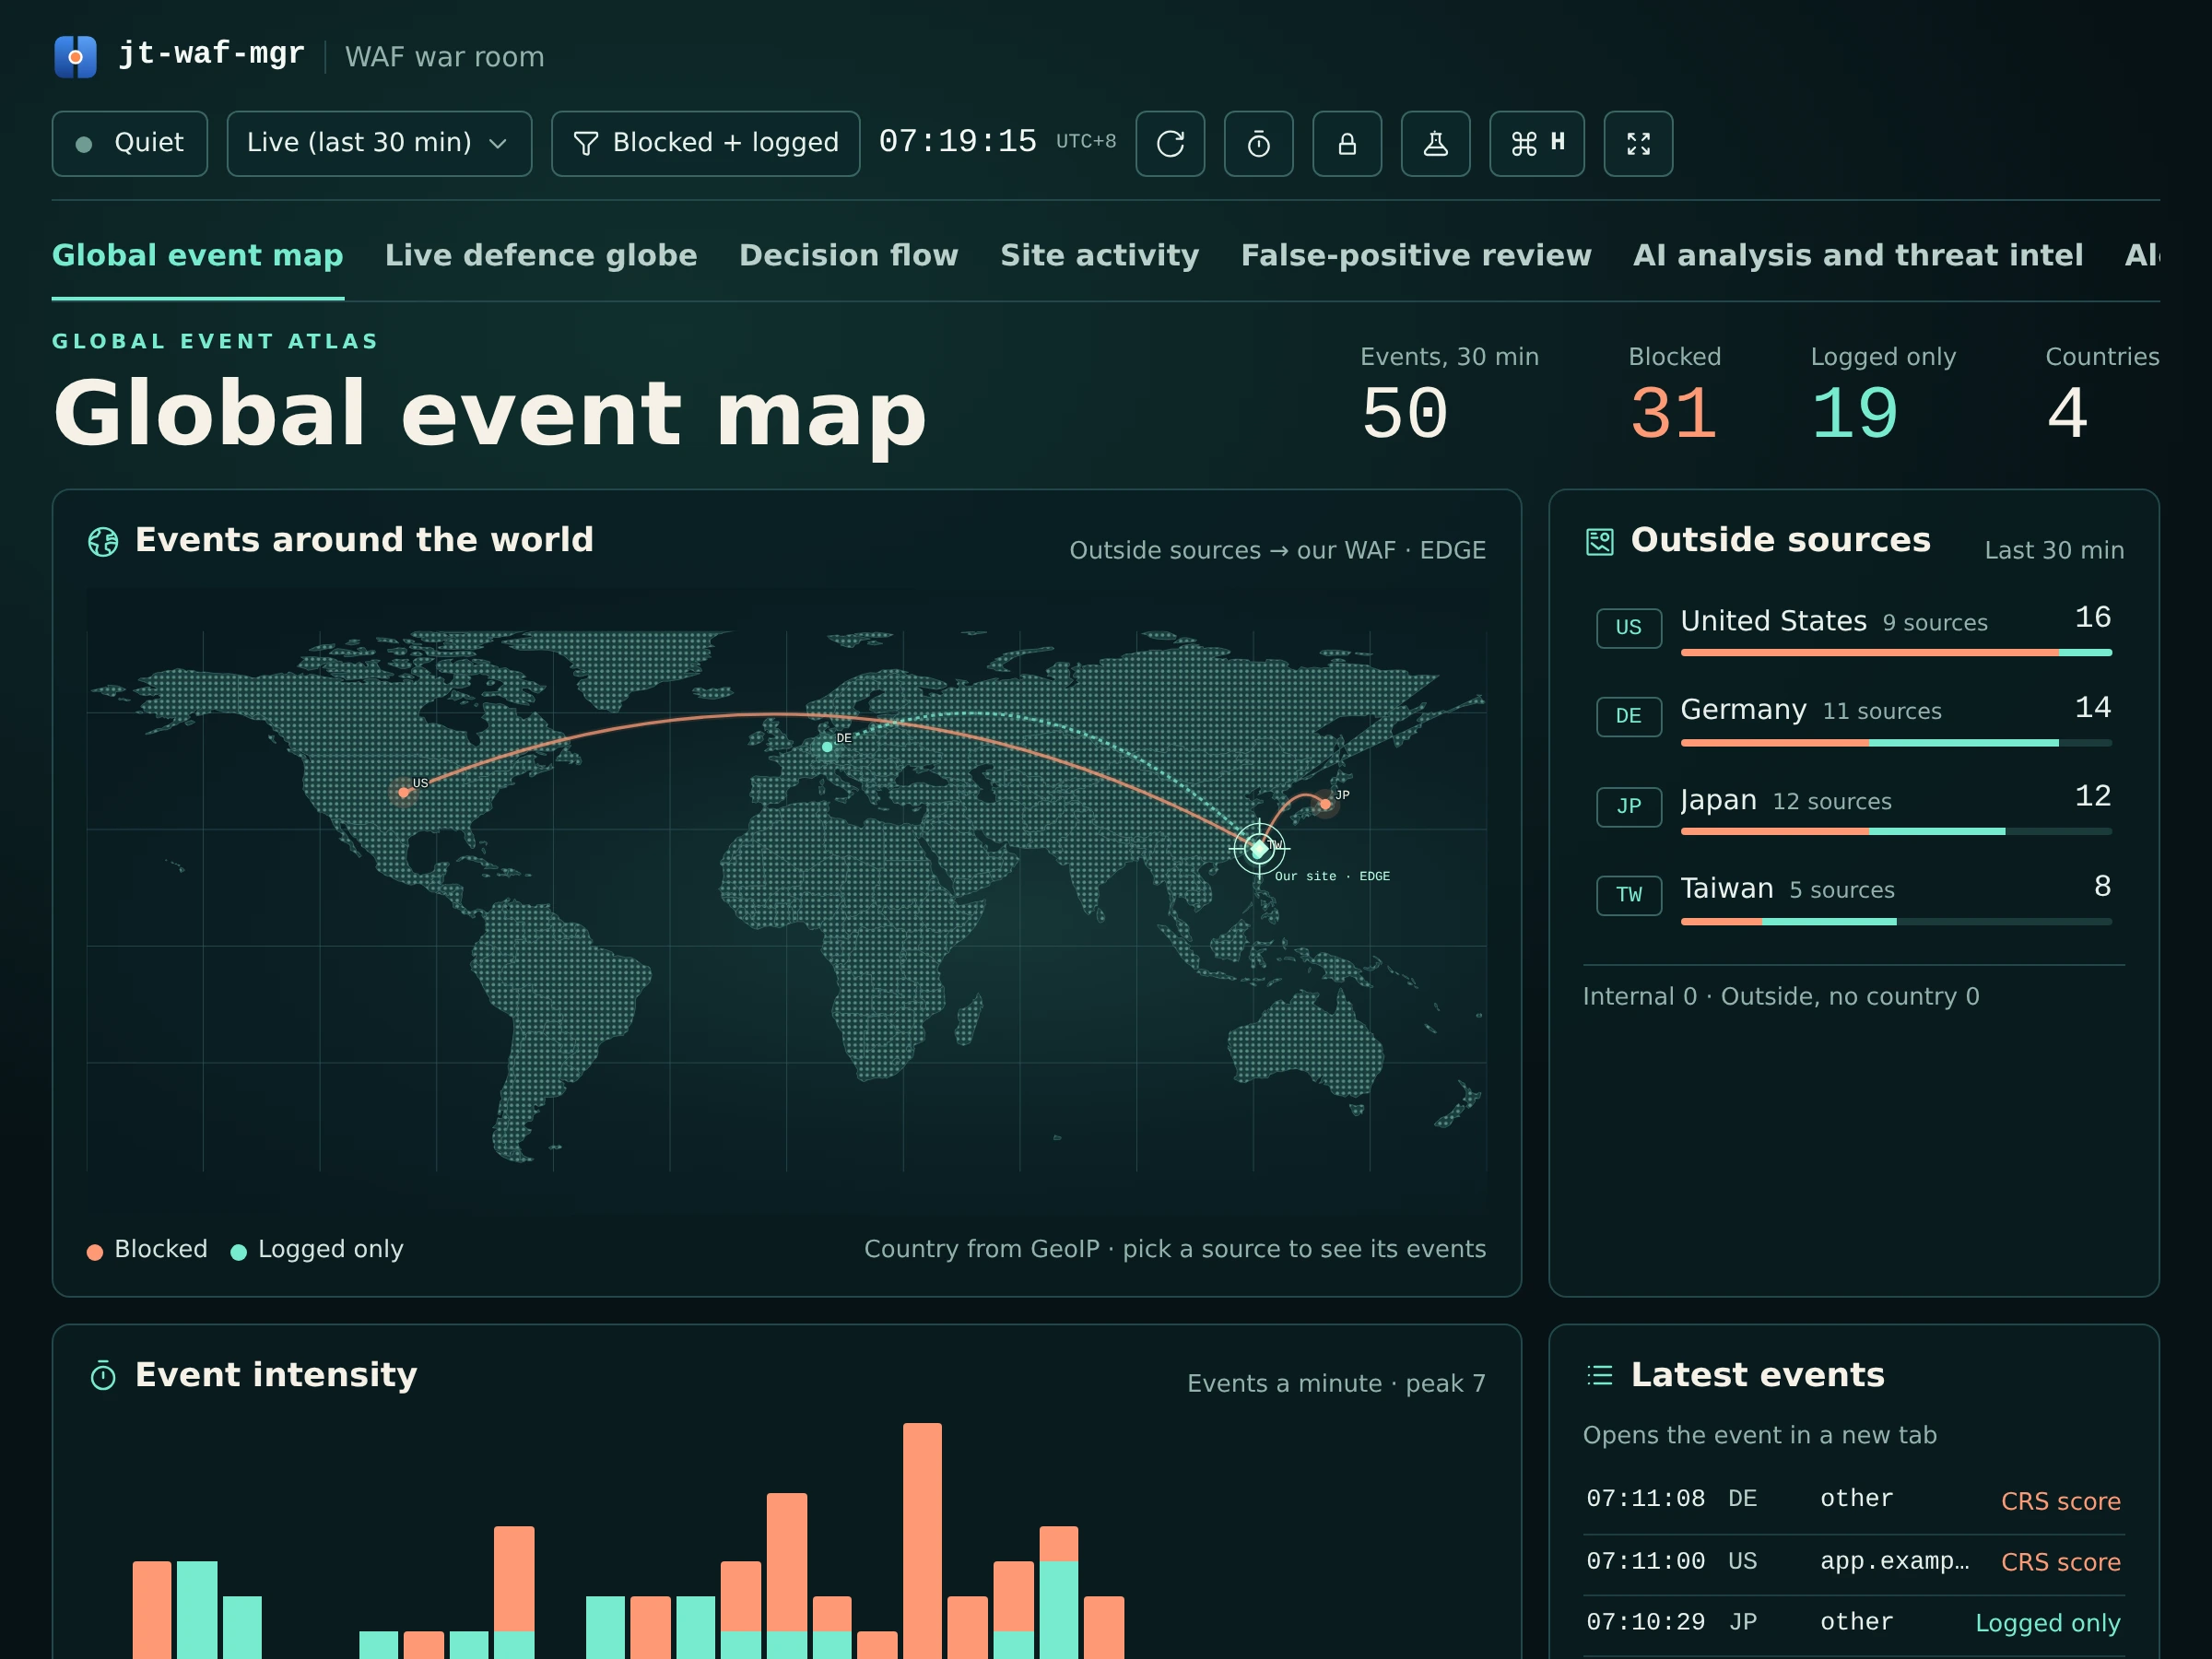 jt-waf-mgr
WAF war room
Quiet
Live (last 30 min)
Blocked + logged
07:19:15 UTC+8
H
Global event map
Live defence globe
Decision flow
Site activity
False-positive review
AI analysis and threat intel
GLOBAL EVENT ATLAS
Global event map
Events, 30 min
50
Blocked
31
Logged only
19
Countries
4
Events around the world
Outside sources → our WAF · EDGE
US
DE
JP
TW
Our site · EDGE
Blocked
Logged only
Country from GeoIP · pick a source to see its events
Outside sources
Last 30 min
US United States 9 sources 16
DE Germany 11 sources 14
JP Japan 12 sources 12
TW Taiwan 5 sources 8
Internal 0 · Outside, no country 0
Event intensity
Events a minute · peak 7
Latest events
Opens the event in a new tab
07:11:08 DE other CRS score
07:11:00 US app.examp… CRS score
07:10:29 JP other Logged only